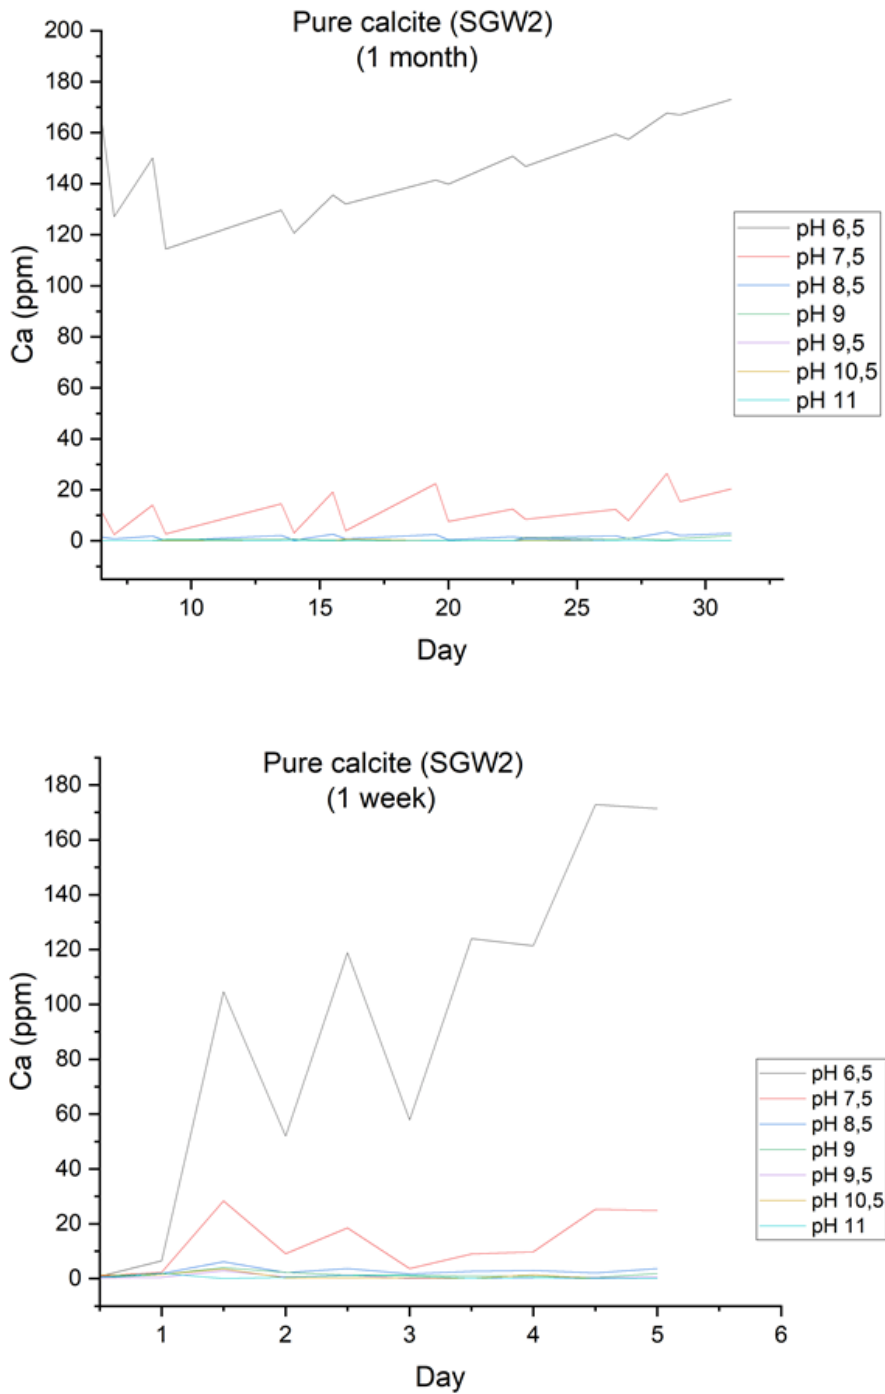 Pure calcite (SGW2)
(1 month)
200
180
160
140
120
100
80
60
40
20
0
Ca (ppm)
10
15
20
25
30
Day
pH 6,5
pH 7,5
pH 8,5
pH 9
pH 9,5
pH 10,5
pH 11
Pure calcite (SGW2)
(1 week)
180
160
140
120
100
80
60
40
20
0
Ca (ppm)
1
2
3
4
5
6
Day
pH 6,5
pH 7,5
pH 8,5
pH 9
pH 9,5
pH 10,5
pH 11